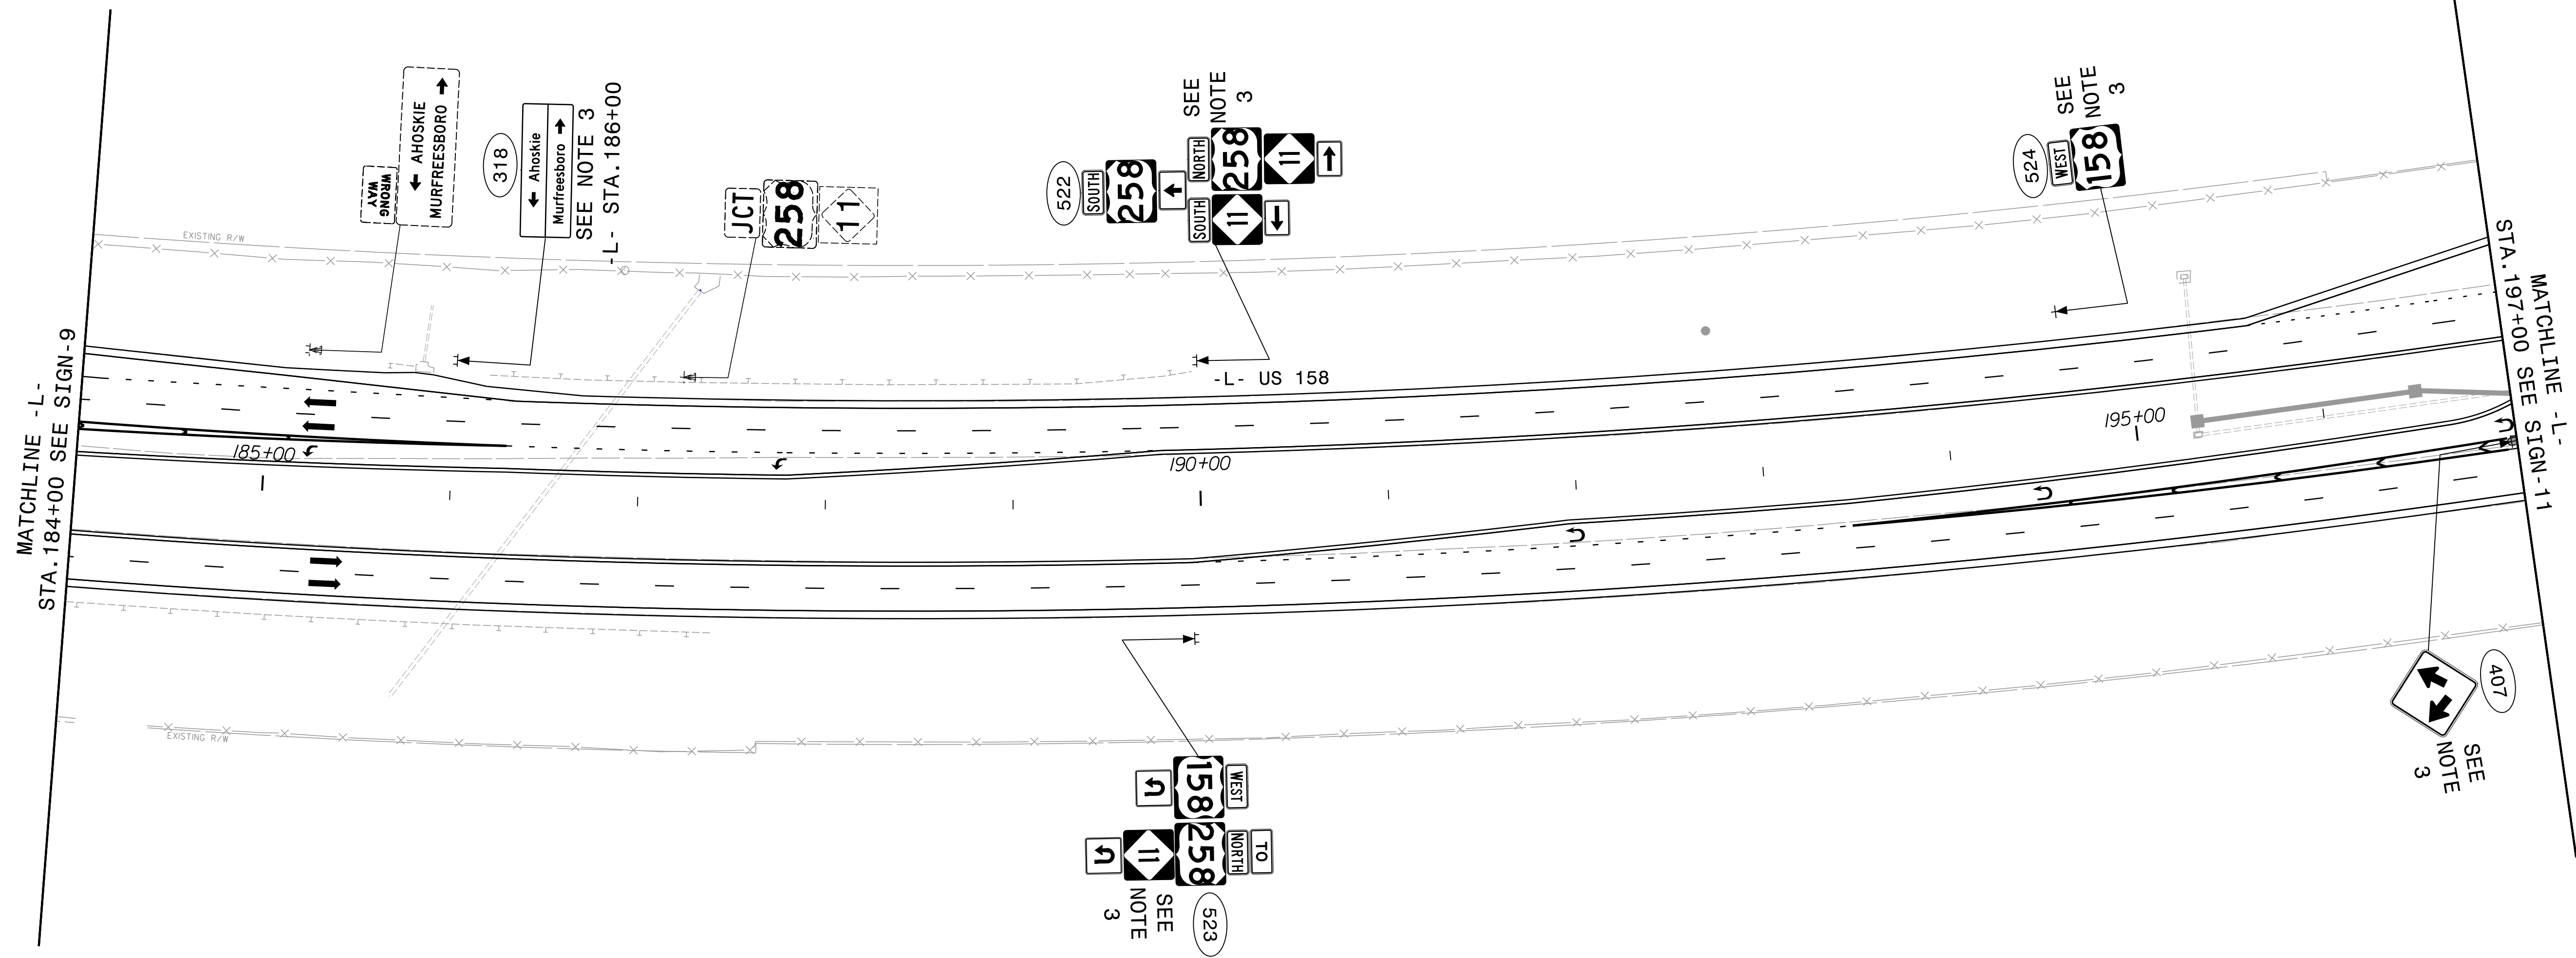 MATCHLINE -L-
STA.184+00 SEE SIGN-9
WRONG
WAY
AHOSKIE
MURFREESBORO
318
Ahoskie
Murfreesboro
SEE NOTE 3
-L- STA.186+00
JCT
258
11
522
SOUTH
258
SEE
NOTE
3
NORTH
258
11
SOUTH
11
524
WEST
158
SEE
NOTE
3
EXISTING R/W
-L- US 158
185+00
190+00
195+00
EXISTING R/W
WEST
158
TO
NORTH
258
11
SEE
NOTE
3
523
407
SEE
NOTE
3
MATCHLINE -L-
STA.197+00 SEE SIGN-11